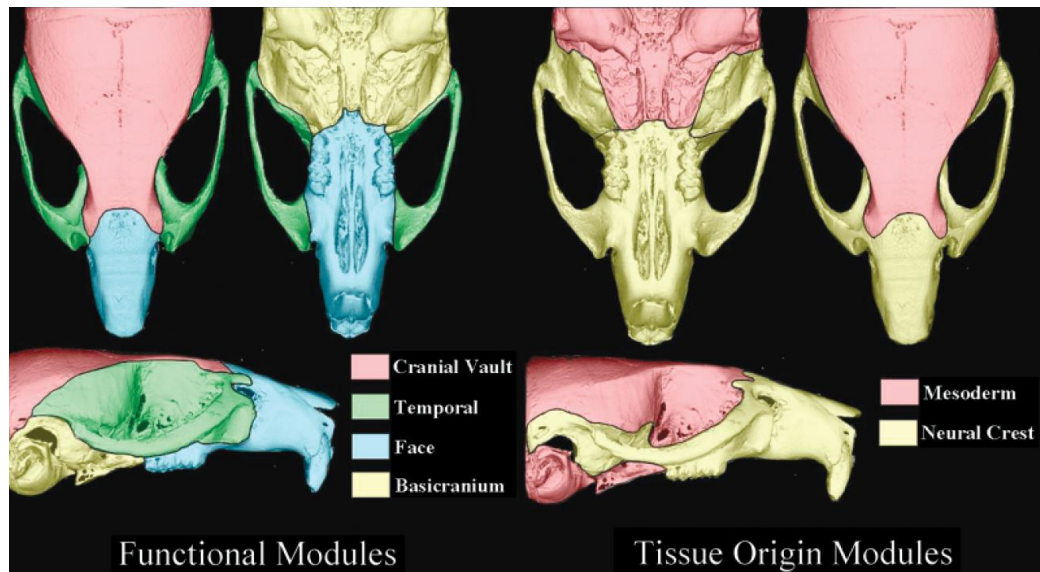 Cranial Vault
Temporal
Face
Basicranium
Mesoderm
Neural Crest
Functional Modules
Tissue Origin Modules